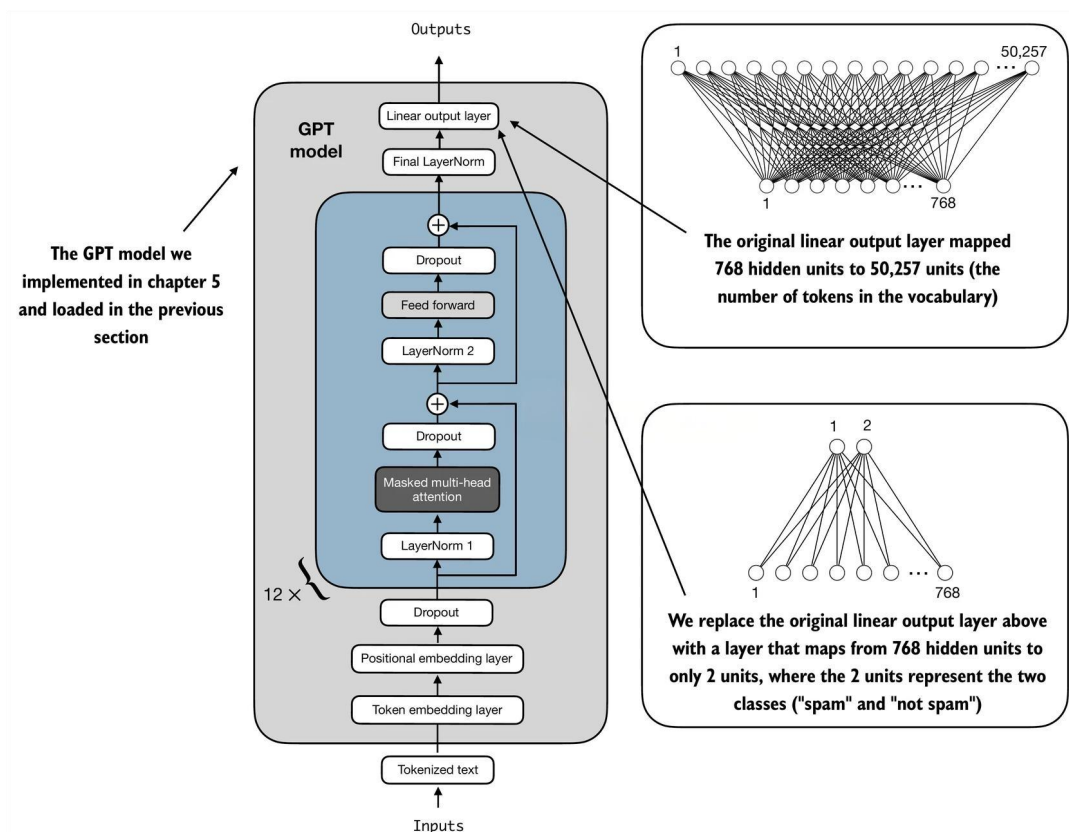 Outputs
GPT
model
Linear output layer
Final LayerNorm
Dropout
Feed forward
LayerNorm 2
Dropout
Masked multi-head
attention
LayerNorm 1
12 ×
Dropout
Positional embedding layer
Token embedding layer
Tokenized text
Inputs
The GPT model we
implemented in chapter 5
and loaded in the previous
section
1 50,257
1 768
The original linear output layer mapped
768 hidden units to 50,257 units (the
number of tokens in the vocabulary)
1 2
1 768
We replace the original linear output layer above
with a layer that maps from 768 hidden units to
only 2 units, where the 2 units represent the two
classes ("spam" and "not spam")